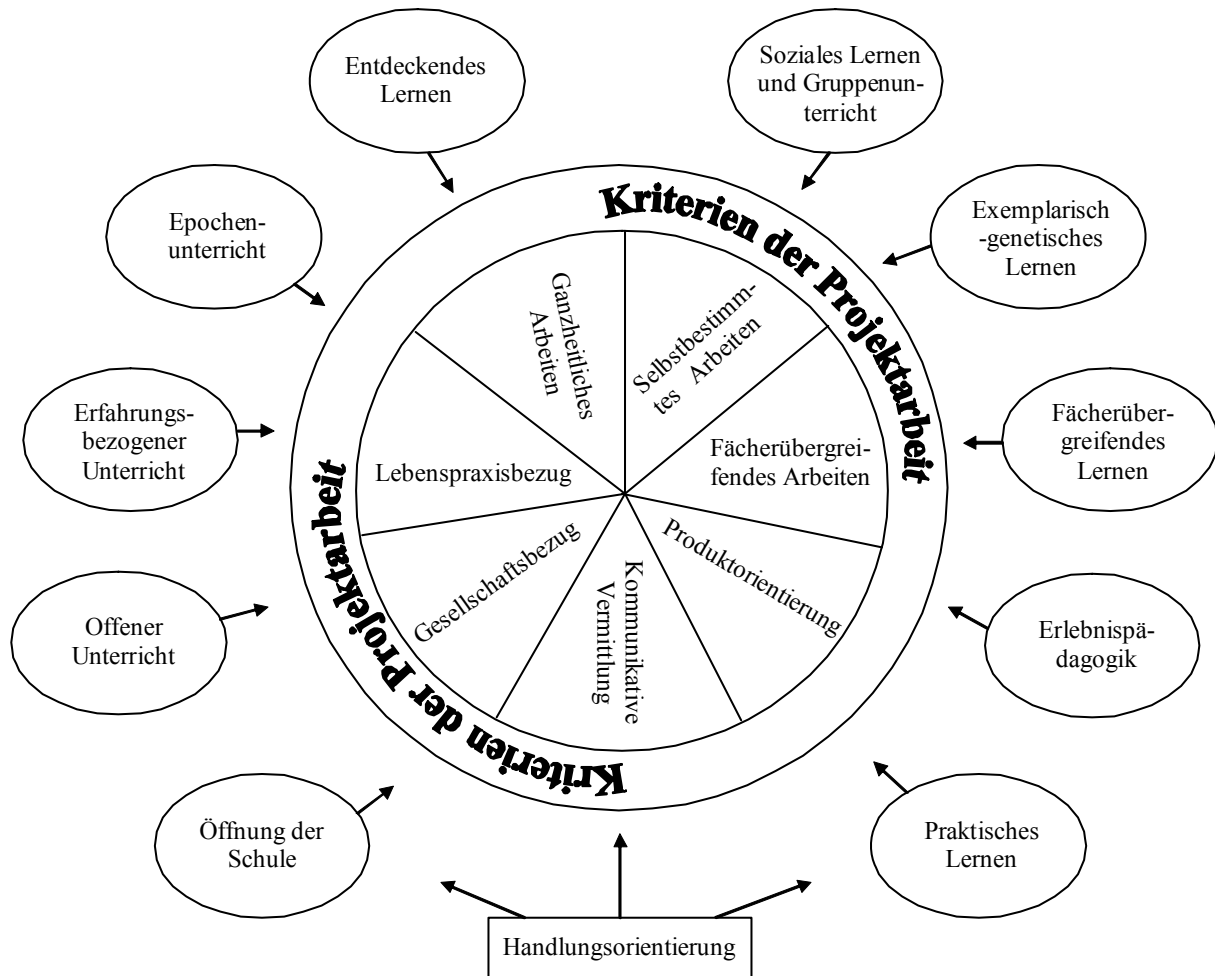 Entdeckendes
Lernen
Soziales Lernen
und Gruppenun-
terricht
Epochen-
unterricht
Exemplarisch
-genetisches
Lernen
Kriterien der Projektarbeit
Ganzheitliches
Arbeiten
Selbstbestimm-
tes Arbeiten
Erfahrungs-
bezogener
Unterricht
Lebenspraxisbezug
Fächerübergrei-
fendes Arbeiten
Fächerüber-
greifendes
Lernen
Gesellschaftsbezug
Kommunikative
Vermittlung
Produktorientierung
Kriterien der Projektarbeit
Offener
Unterricht
Erlebnispä-
dagogik
Öffnung der
Schule
Praktisches
Lernen
Handlungsorientierung